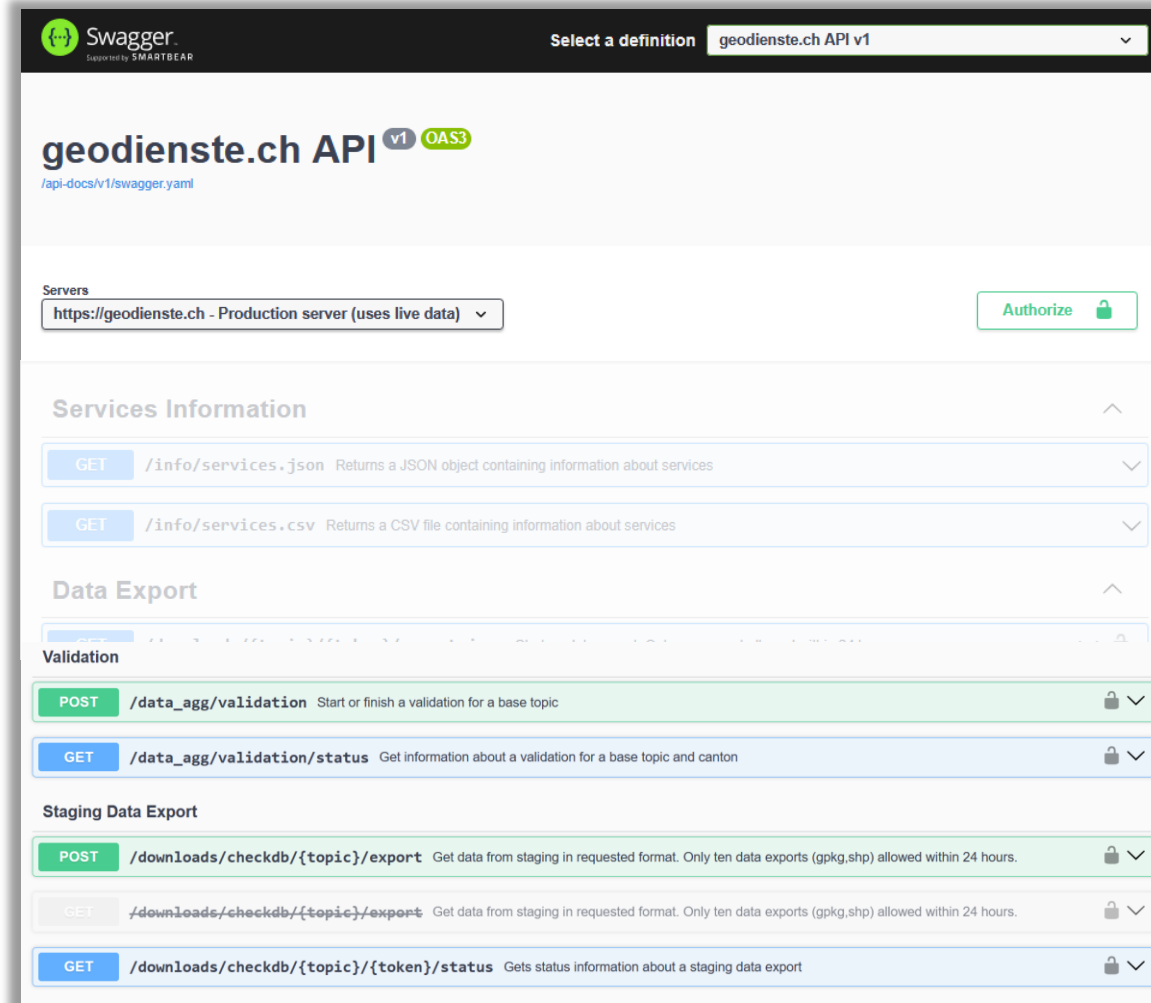 Swagger
Supported by SMARTBEAR
Select a definition geodienste.ch API v1
geodienste.ch API v1 OAS3
/api-docs/v1/swagger.yaml
Servers
https://geodienste.ch - Production server (uses live data)
Authorize
Services Information
GET /info/services.json Returns a JSON object containing information about services
GET /info/services.csv Returns a CSV file containing information about services
Data Export
Validation
POST /data_agg/validation Start or finish a validation for a base topic
GET /data_agg/validation/status Get information about a validation for a base topic and canton
Staging Data Export
POST /downloads/checkdb/{topic}/export Get data from staging in requested format. Only ten data exports (gpkg,shp) allowed within 24 hours.
GET /downloads/checkdb/{topic}/export Get data from staging in requested format. Only ten data exports (gpkg,shp) allowed within 24 hours.
GET /downloads/checkdb/{topic}/{token}/status Gets status information about a staging data export